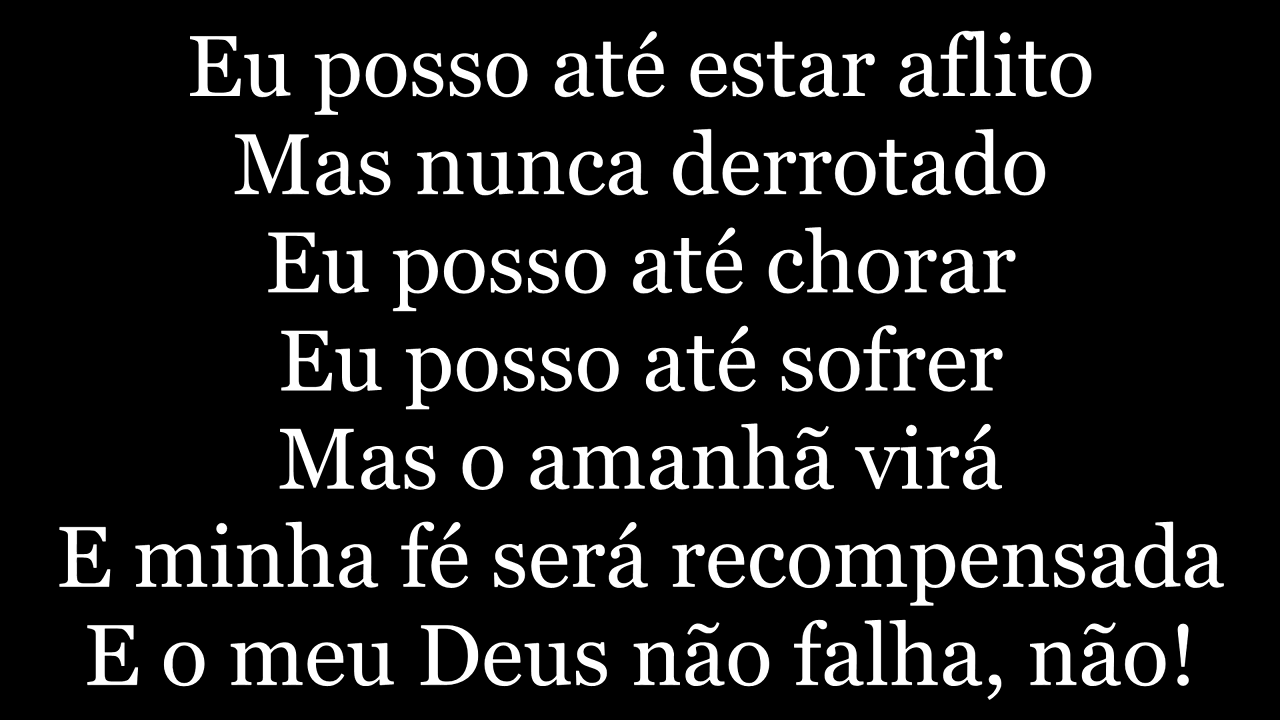 Eu posso até estar aflito
Mas nunca derrotado
Eu posso até chorar
Eu posso até sofrer
Mas o amanhã virá
E minha fé será recompensada
E o meu Deus não falha, não!